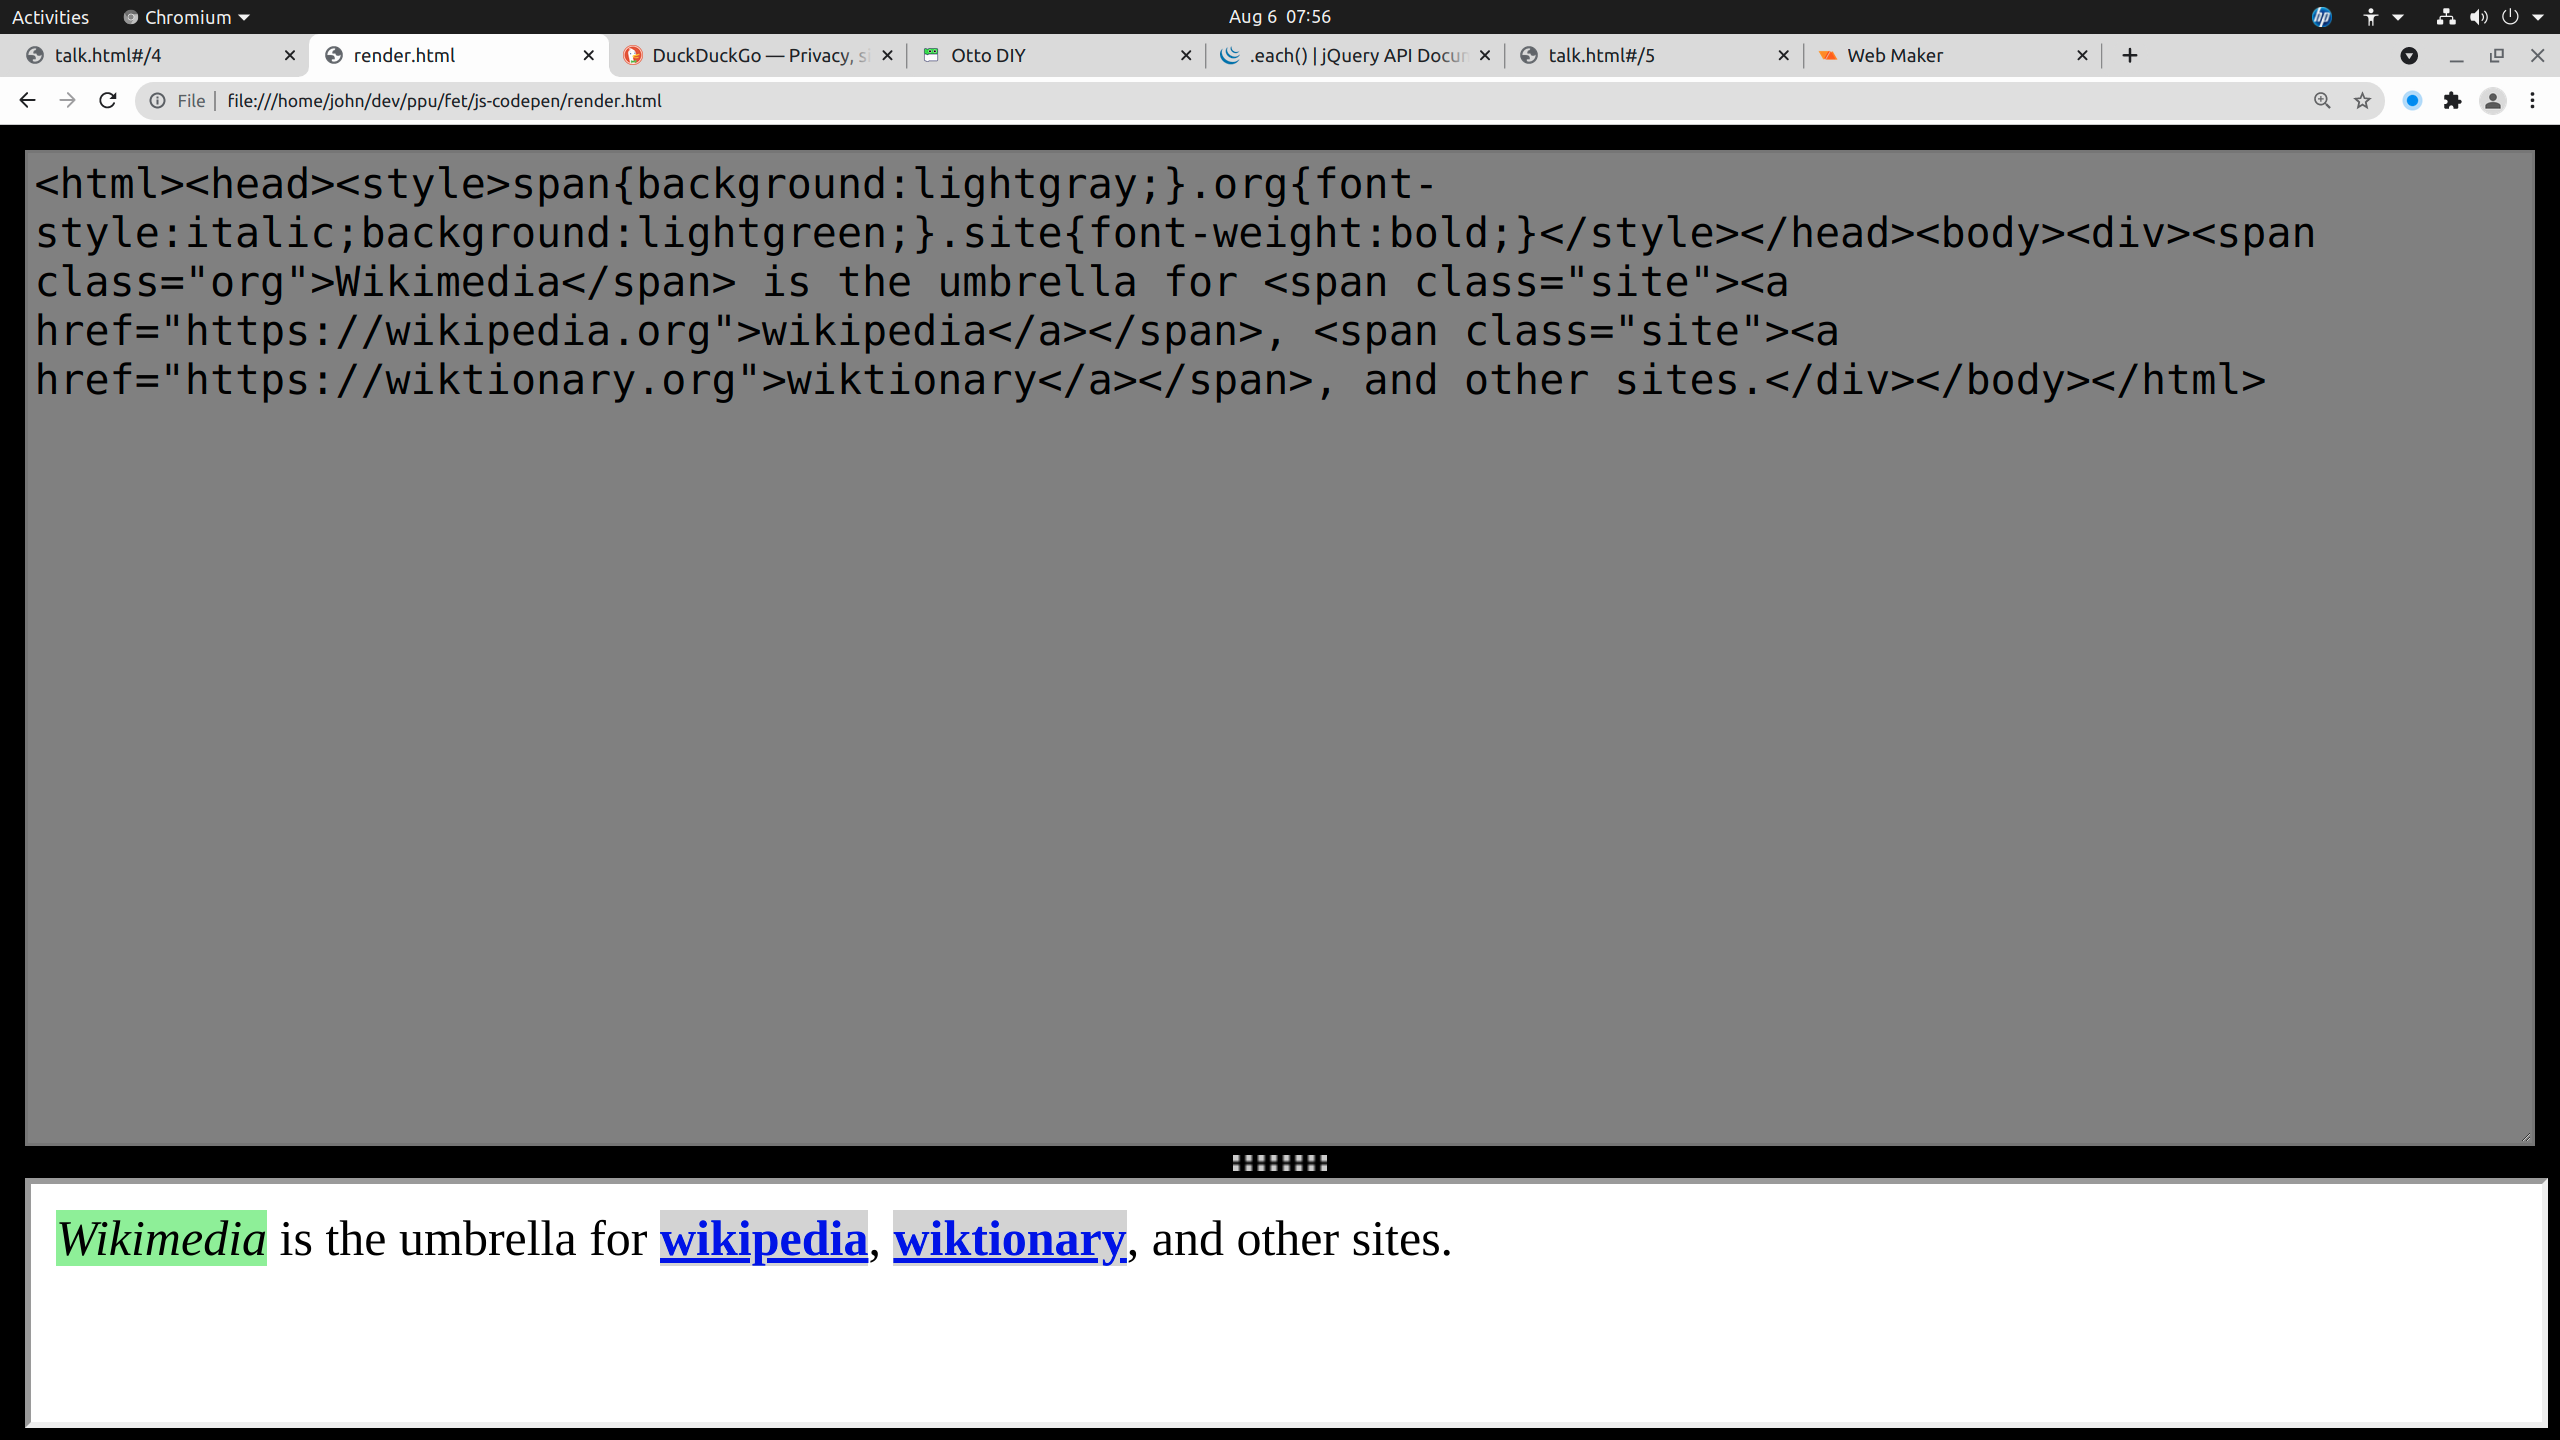 Activities Chromium Aug 6 07:56
talk.html#/4 render.html DuckDuckGo — Privacy, si Otto DIY .each() | jQuery API Docum talk.html#/5 Web Maker
File | file:///home/john/dev/ppu/fet/js-codepen/render.html
<html><head><style>span{background:lightgray;}.org{font-
style:italic;background:lightgreen;}.site{font-weight:bold;}</style></head><body><div><span
class="org">Wikimedia</span> is the umbrella for <span class="site"><a
href="https://wikipedia.org">wikipedia</a></span>, <span class="site"><a
href="https://wiktionary.org">wiktionary</a></span>, and other sites.</div></body></html>
Wikimedia is the umbrella for wikipedia, wiktionary, and other sites.